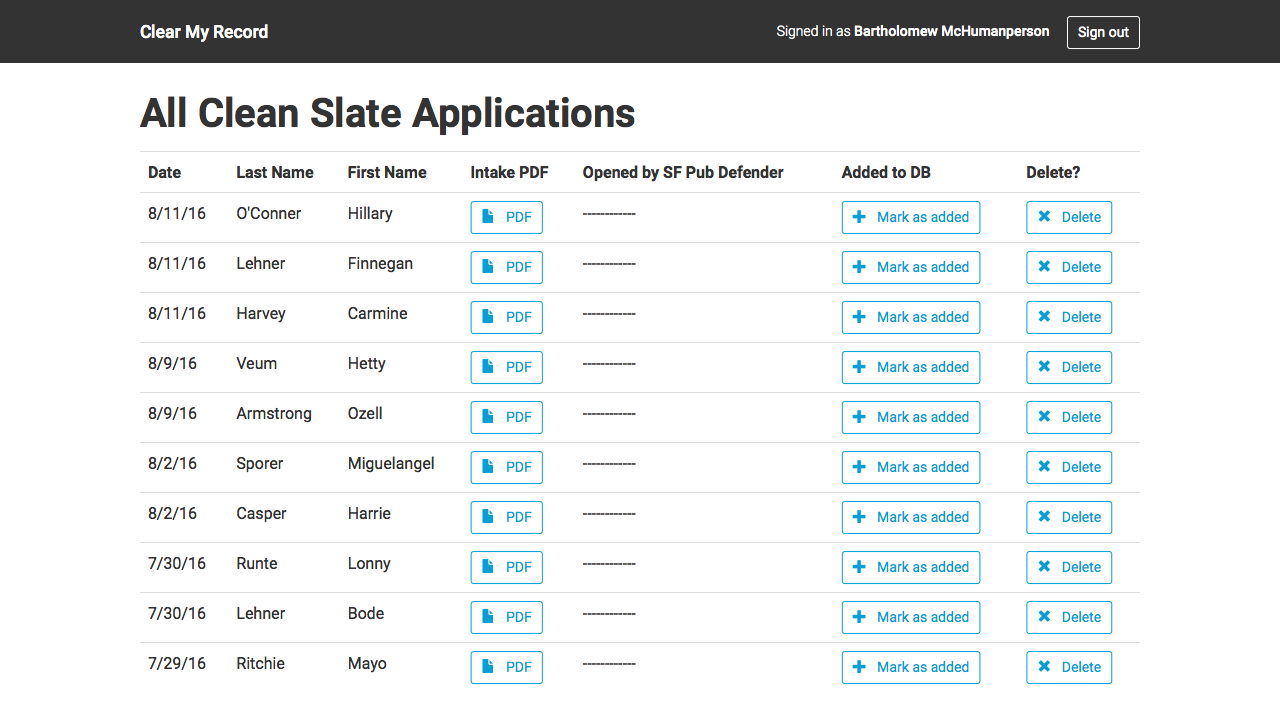 Clear My Record Signed in as Bartholomew McHumanperson Sign out
All Clean Slate Applications
Date Last Name First Name Intake PDF Opened by SF Pub Defender Added to DB Delete?
8/11/16 O'Conner Hillary PDF ------------ Mark as added Delete
8/11/16 Lehner Finnegan PDF ------------ Mark as added Delete
8/11/16 Harvey Carmine PDF ------------ Mark as added Delete
8/9/16 Veum Hetty PDF ------------ Mark as added Delete
8/9/16 Armstrong Ozell PDF ------------ Mark as added Delete
8/2/16 Sporer Miguelangel PDF ------------ Mark as added Delete
8/2/16 Casper Harrie PDF ------------ Mark as added Delete
7/30/16 Runte Lonny PDF ------------ Mark as added Delete
7/30/16 Lehner Bode PDF ------------ Mark as added Delete
7/29/16 Ritchie Mayo PDF ------------ Mark as added Delete